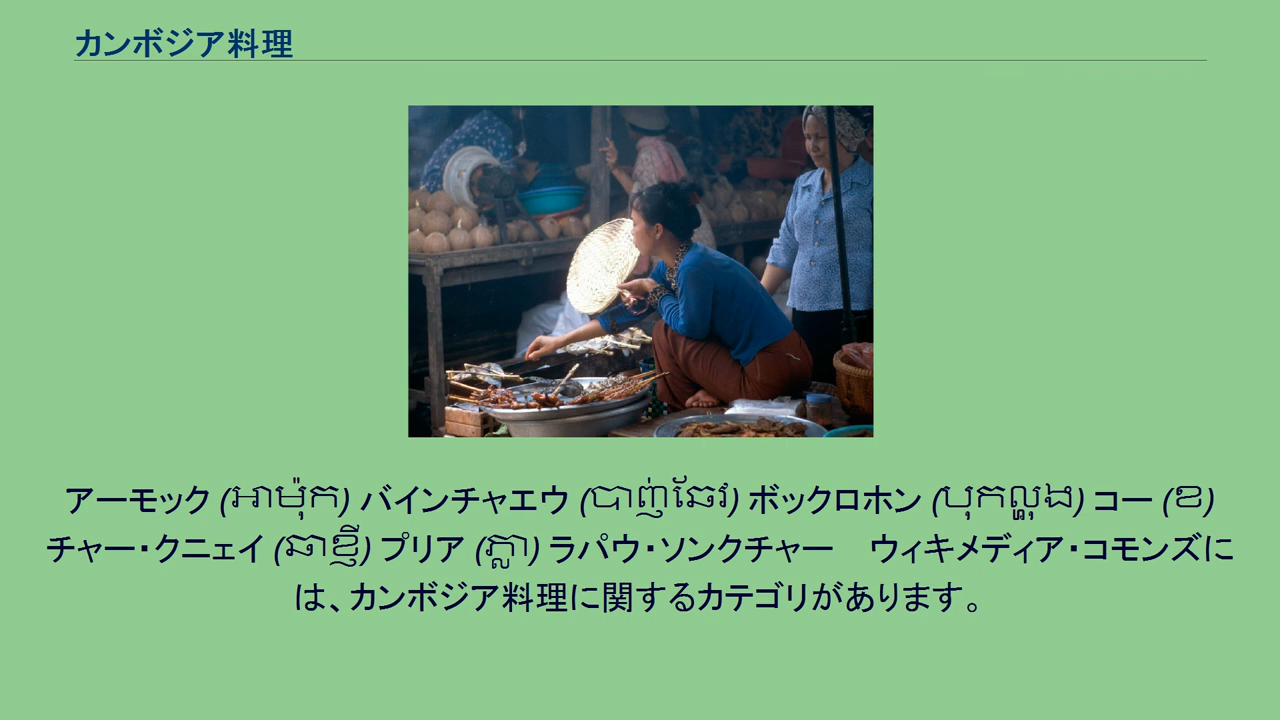 カンボジア料理
アーモック (អាម៉ុក) バインチャエウ (បាញ់ឆែវ) ボックロホン (បុកល្ហុង) コー (ខ)
チャー・クニェイ (ឆាខ្ញី) プリア (ភ្លា) ラパウ・ソンクチャー　ウィキメディア・コモンズに
は、カンボジア料理に関するカテゴリがあります。